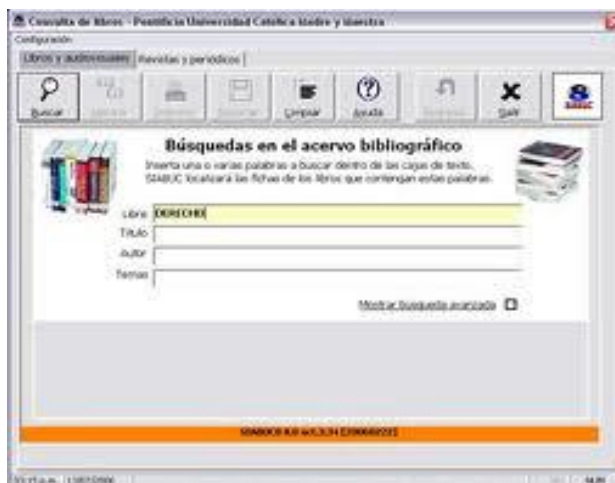 Consulta de libros - Pontificia Universidad Católica Madre y Maestra
Configuración
Libros y audiovisuales Revistas y periódicos
Buscar Limpiar Ayuda Salir
Búsquedas en el acervo bibliográfico
Inserta una o varias palabras a buscar dentro de las cajas de texto.
SIABUC localizará las fichas de los libros que contengan estas palabras.
Libre DERECHO
Título
Autor
Temas
Mostrar búsqueda avanzada